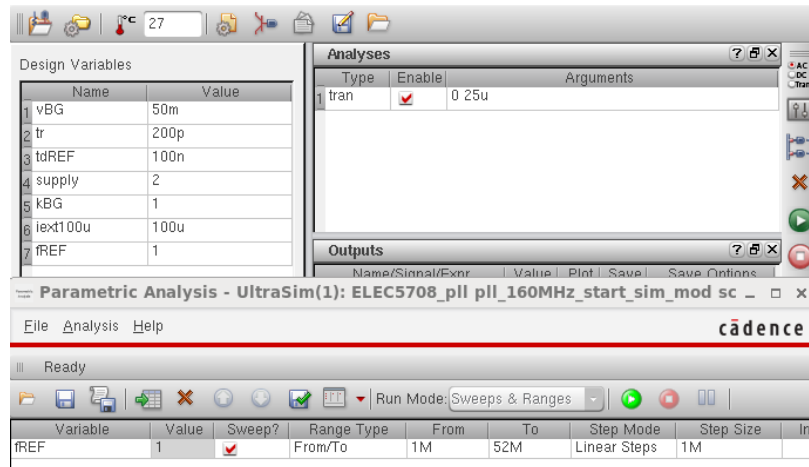 °C 27
Design Variables
Name Value
1 vBG 50m
2 tr 200p
3 tdREF 100n
4 supply 2
5 kBG 1
6 iext100u 100u
7 fREF 1
Analyses ?
Type Enable Arguments
1 tran 0 25u
AC
DC
Tran
Outputs ?
Name/Signal/Expr Value Plot Save Save Options
Parametric Analysis - UltraSim(1): ELEC5708_pll pll_160MHz_start_sim_mod sc
File Analysis Help cādence
Ready
Run Mode: Sweeps & Ranges
Variable Value Sweep? Range Type From To Step Mode Step Size In
fREF 1 From/To 1M 52M Linear Steps 1M